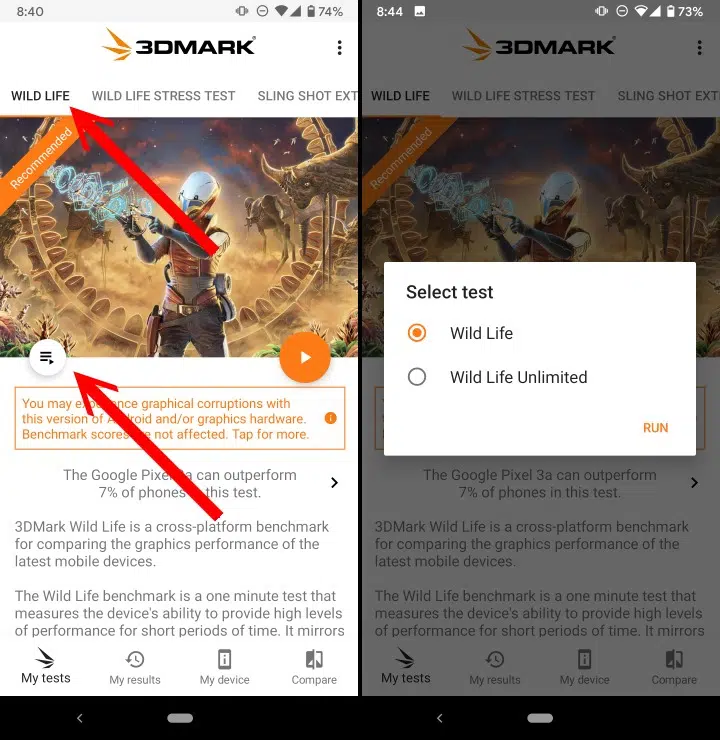 8:40
74%
3DMARK®
WILD LIFE
WILD LIFE STRESS TEST
SLING SHOT EXT
Recommended
You may experience graphical corruptions with
this version of Android and/or graphics hardware.
Benchmark scores are not affected. Tap for more.
The Google Pixel 3a can outperform
7% of phones in this test.
3DMark Wild Life is a cross-platform benchmark
for comparing the graphics performance of the
latest mobile devices.
The Wild Life benchmark is a one minute test that
measures the device's ability to provide high levels
of performance for short periods of time. It mirrors
My tests
My results
My device
Compare
8:44
73%
3DMARK®
WILD LIFE
WILD LIFE STRESS TEST
SLING SHOT EXT
Recommended
Select test
Wild Life
Wild Life Unlimited
RUN
The Google Pixel 3a can outperform
7% of phones in this test.
3DMark Wild Life is a cross-platform benchmark
for comparing the graphics performance of the
latest mobile devices.
The Wild Life benchmark is a one minute test that
measures the device's ability to provide high levels
of performance for short periods of time. It mirrors
My tests
My results
My device
Compare